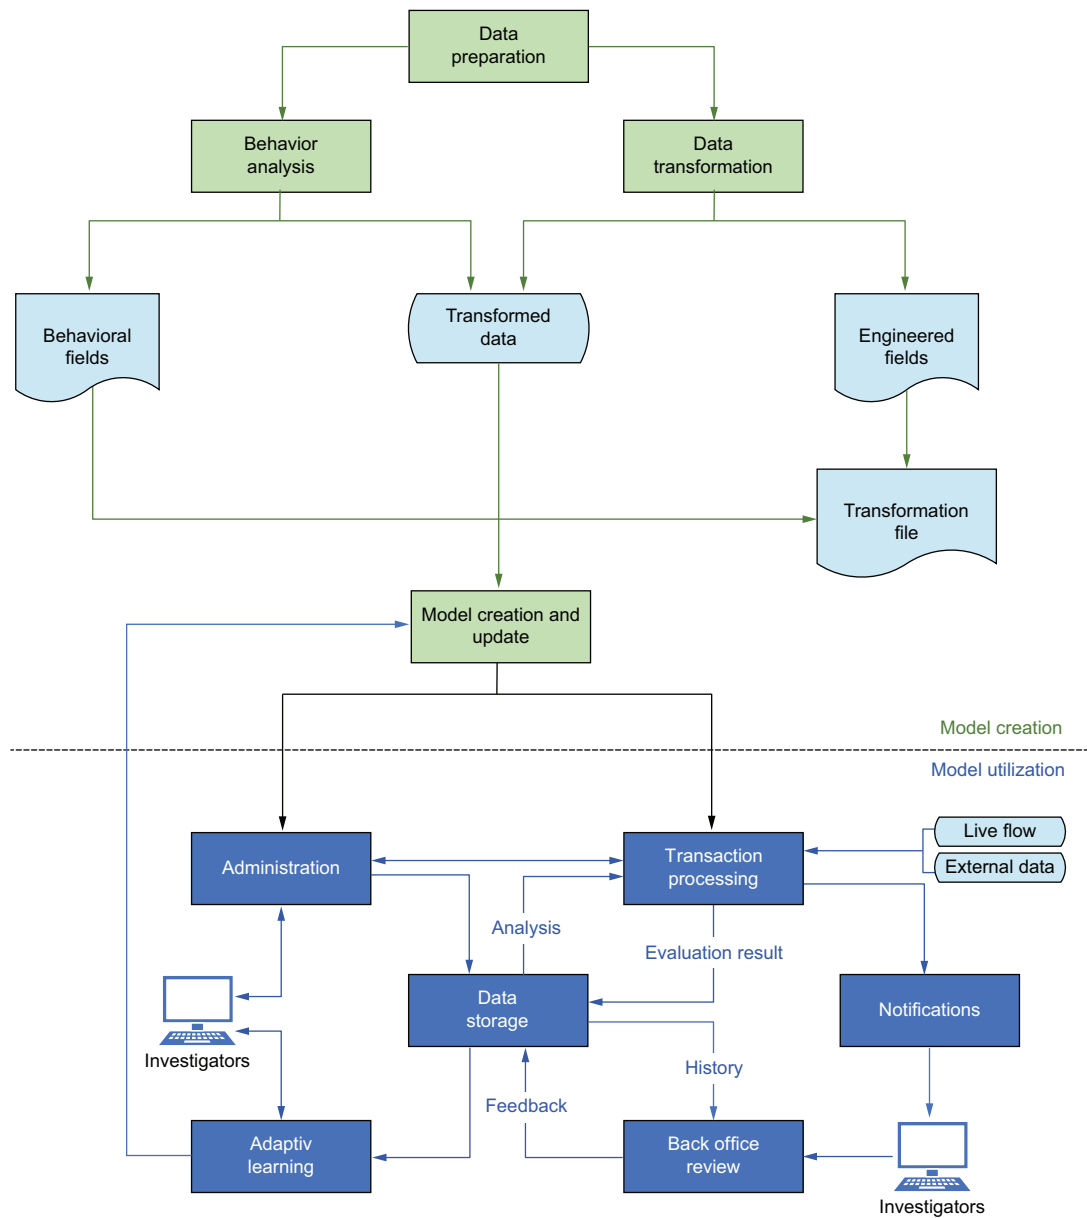 Data
preparation
Behavior
analysis
Data
transformation
Behavioral
fields
Transformed
data
Engineered
fields
Transformation
file
Model creation and
update
Model creation
Model utilization
Administration
Transaction
processing
Live flow
External data
Analysis
Evaluation result
Data
storage
Notifications
Investigators
History
Feedback
Adaptiv
learning
Back office
review
Investigators